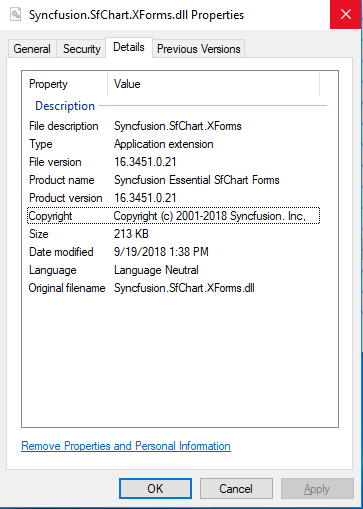 Syncfusion.SfChart.XForms.dll Properties
General Security Details Previous Versions
Property Value
Description
File description Syncfusion.SfChart.XForms
Type Application extension
File version 16.3451.0.21
Product name Syncfusion Essential SfChart Forms
Product version 16.3451.0.21
Copyright Copyright (c) 2001-2018 Syncfusion. Inc,
Size 213 KB
Date modified 9/19/2018 1:38 PM
Language Language Neutral
Original filename Syncfusion.SfChart.XForms.dll
Remove Properties and Personal Information
OK Cancel Apply